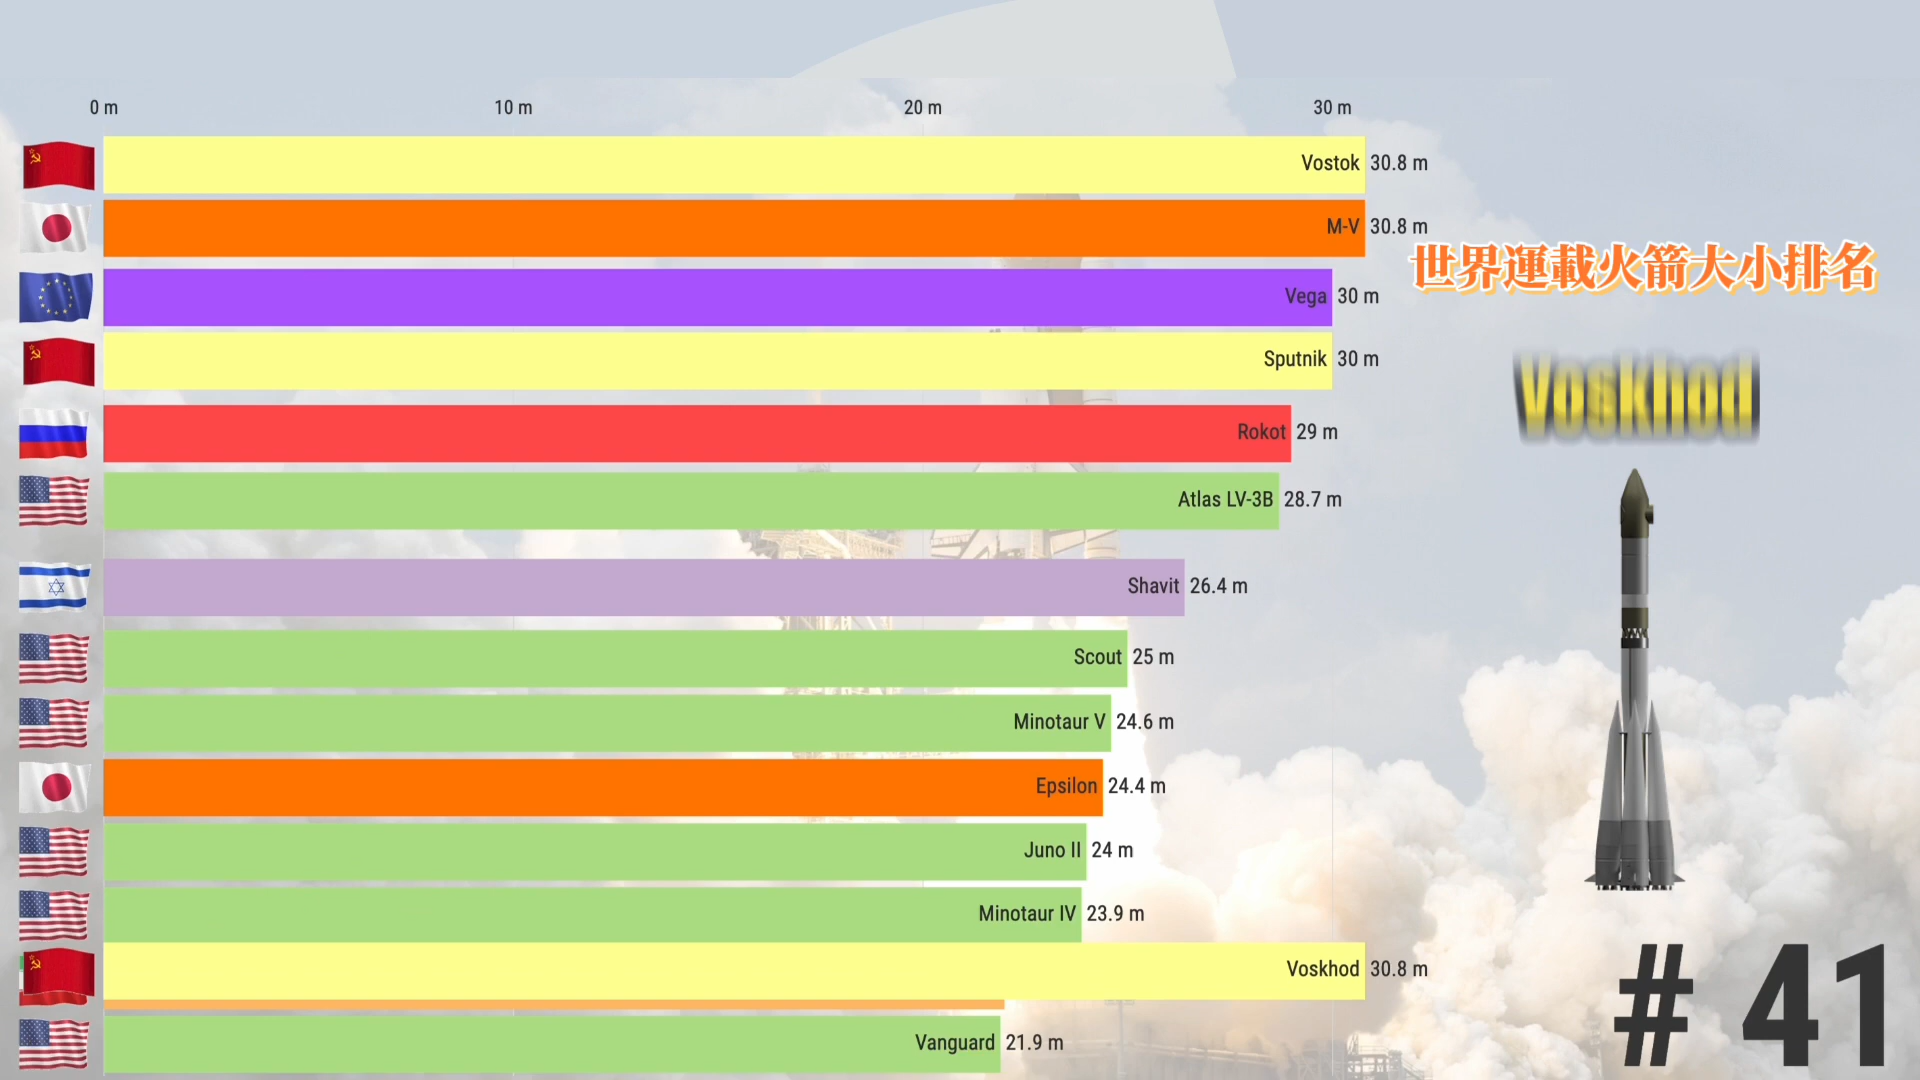 0 m 10 m 20 m 30 m
Vostok 30.8 m
M-V 30.8 m
Vega 30 m
Sputnik 30 m
Rokot 29 m
Atlas LV-3B 28.7 m
Shavit 26.4 m
Scout 25 m
Minotaur V 24.6 m
Epsilon 24.4 m
Juno II 24 m
Minotaur IV 23.9 m
Voskhod 30.8 m
Vanguard 21.9 m
世界運載火箭大小排名
Voskhod
# 41